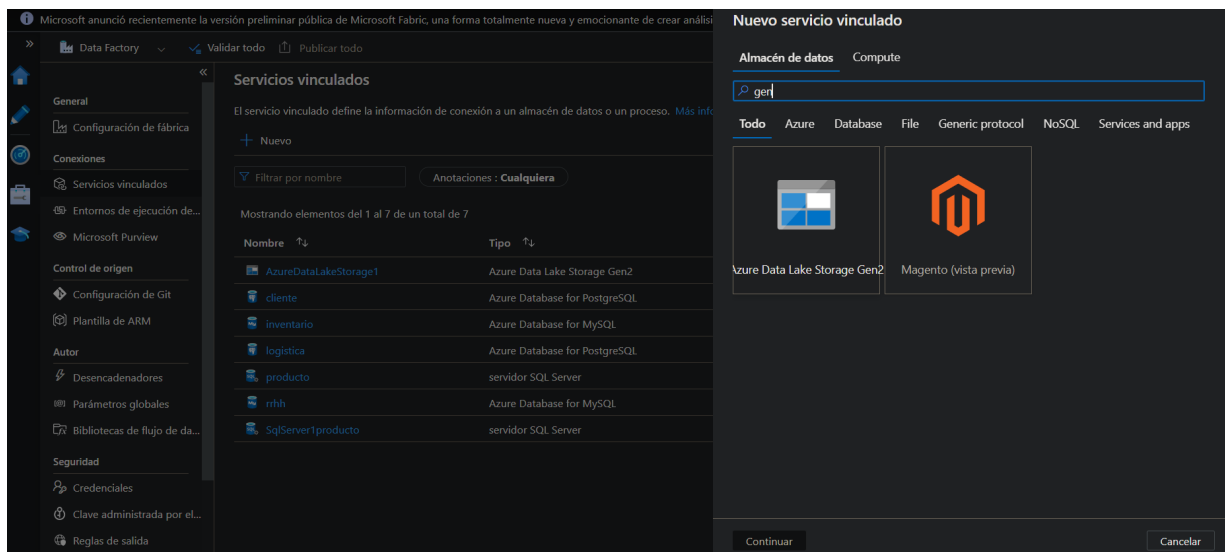 Microsoft anunció recientemente la versión preliminar pública de Microsoft Fabric, una forma totalmente nueva y emocionante de crear análisi
Data Factory
Validar todo
Publicar todo
General
Configuración de fábrica
Conexiones
Servicios vinculados
Entornos de ejecución de...
Microsoft Purview
Control de origen
Configuración de Git
Plantilla de ARM
Autor
Desencadenadores
Parámetros globales
Bibliotecas de flujo de da...
Seguridad
Credenciales
Clave administrada por el...
Reglas de salida
Servicios vinculados
El servicio vinculado define la información de conexión a un almacén de datos o un proceso. Más info
Nuevo
Filtrar por nombre
Anotaciones : Cualquiera
Mostrando elementos del 1 al 7 de un total de 7
Nombre Tipo
AzureDataLakeStorage1 Azure Data Lake Storage Gen2
cliente Azure Database for PostgreSQL
inventario Azure Database for MySQL
logistica Azure Database for PostgreSQL
producto servidor SQL Server
rrhh Azure Database for MySQL
SqlServer1producto servidor SQL Server
Nuevo servicio vinculado
Almacén de datos Compute
gen
Todo Azure Database File Generic protocol NoSQL Services and apps
Azure Data Lake Storage Gen2
Magento (vista previa)
Continuar
Cancelar